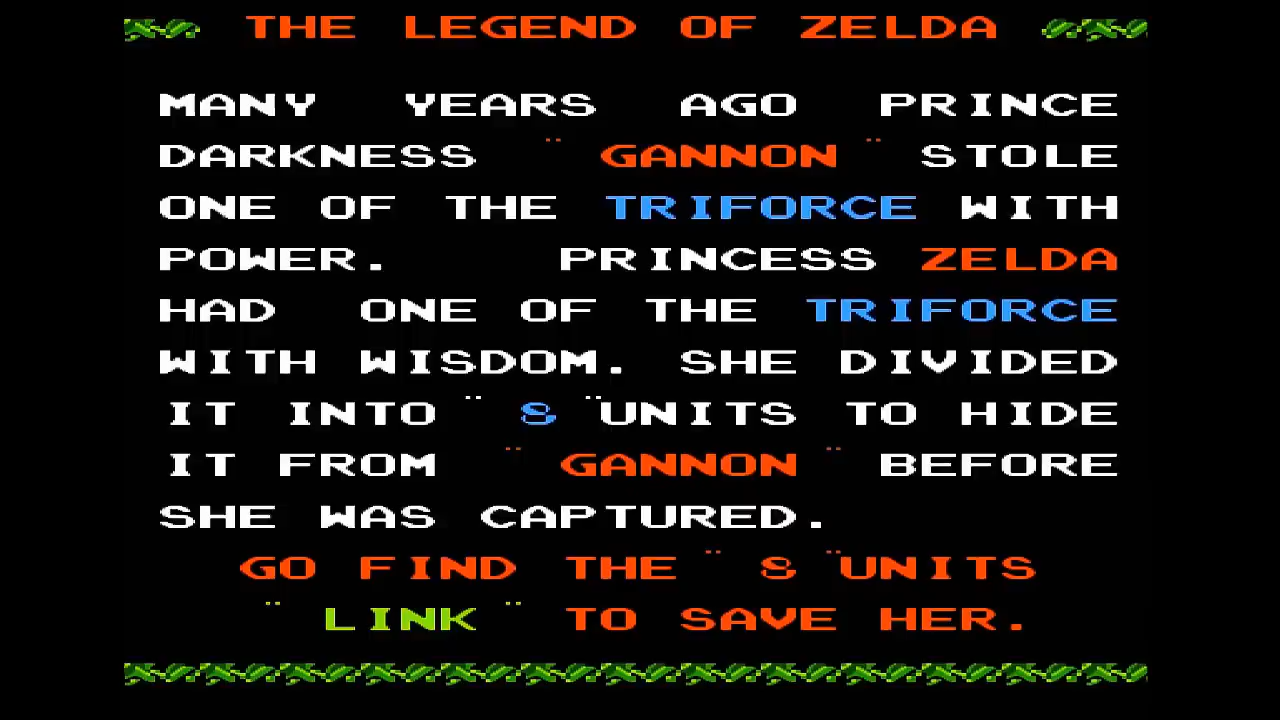 THE LEGEND OF ZELDA
MANY YEARS AGO PRINCE
DARKNESS " GANNON " STOLE
ONE OF THE TRIFORCE WITH
POWER. PRINCESS ZELDA
HAD ONE OF THE TRIFORCE
WITH WISDOM. SHE DIVIDED
IT INTO " 8 "UNITS TO HIDE
IT FROM " GANNON " BEFORE
SHE WAS CAPTURED.
GO FIND THE " 8 "UNITS
" LINK " TO SAVE HER.